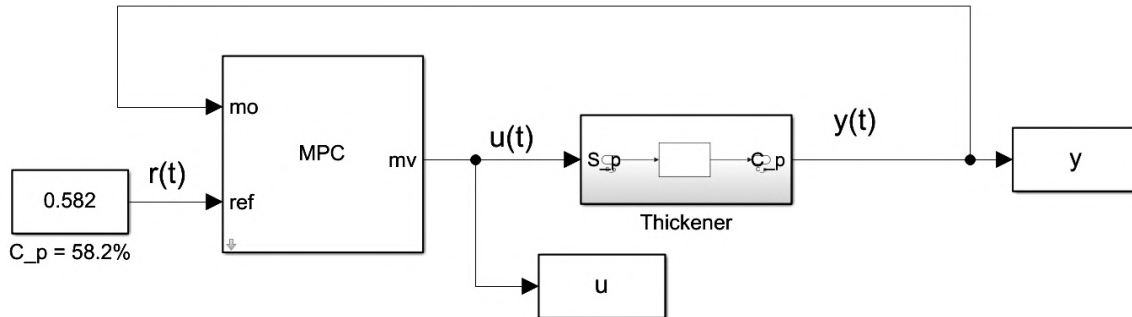 mo
MPC
mv
ref
r(t)
0.582
C_p = 58.2%
u(t)
S_p
C_p
Thickener
y(t)
y
u